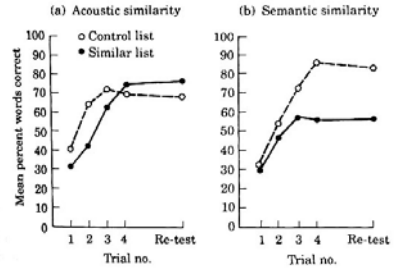 (a) Acoustic similarity
Control list
Similar list
Mean percent words correct
100
90
80
70
60
50
40
30
20
10
0
1 2 3 4 Re-test
Trial no.
(b) Semantic similarity
100
90
80
70
60
50
40
30
20
10
0
1 2 3 4 Re-test
Trial no.